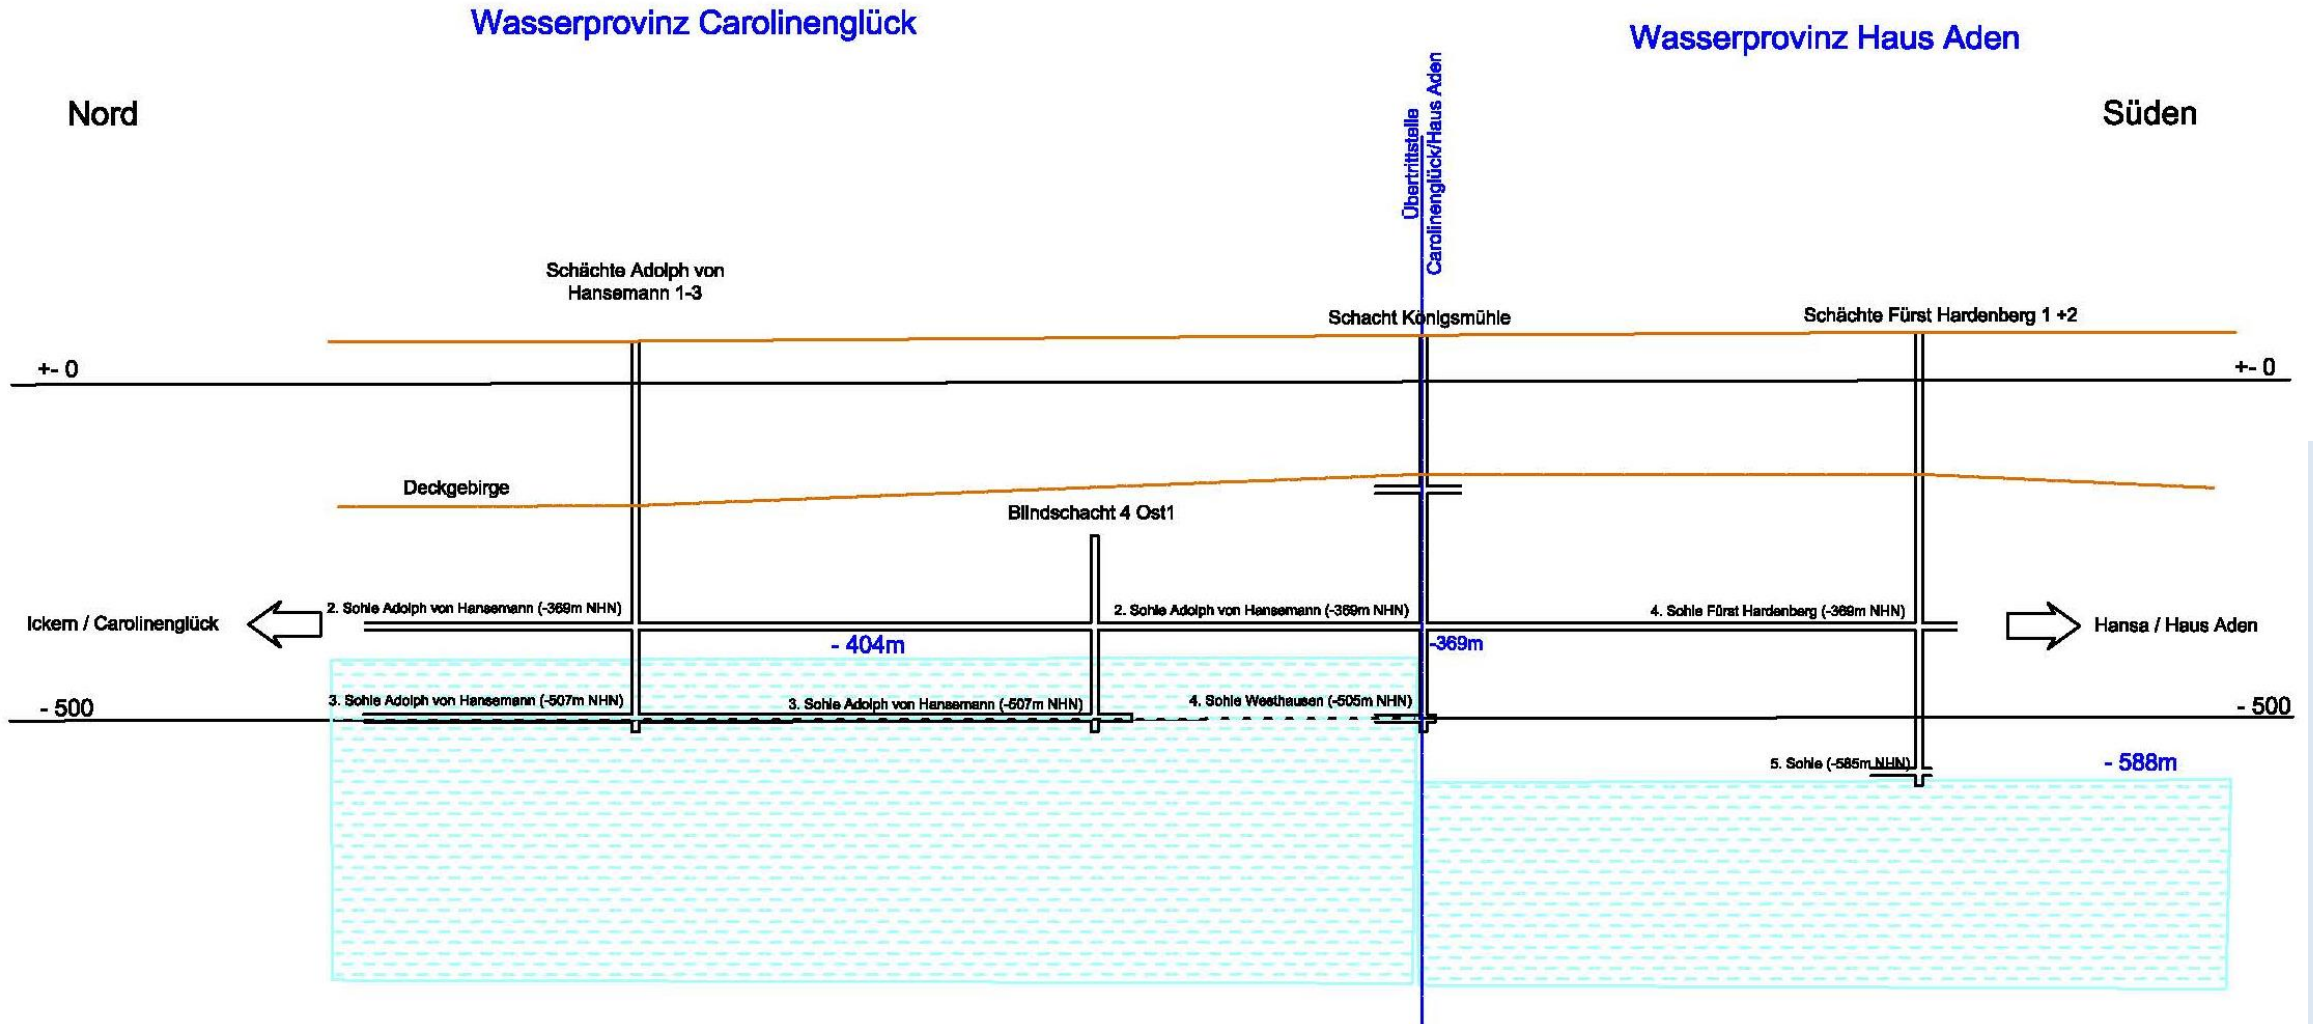 Wasserprovinz Carolinenglück
Wasserprovinz Haus Aden
Nord
Süden
Übertrittstelle
Carolinenglück/Haus Aden
Schächte Adolph von
Hansemann 1-3
Schacht Königsmühle
Schächte Fürst Hardenberg 1 +2
+- 0
+- 0
Deckgebirge
Blindschacht 4 Ost1
Ickern / Carolinenglück
2. Sohle Adolph von Hansemann (-369m NHN)
2. Sohle Adolph von Hansemann (-369m NHN)
4. Sohle Fürst Hardenberg (-369m NHN)
Hansa / Haus Aden
- 404m
-369m
3. Sohle Adolph von Hansemann (-507m NHN)
3. Sohle Adolph von Hansemann (-507m NHN)
4. Sohle Westhausen (-505m NHN)
- 500
- 500
5. Sohle (-585m NHN)
- 588m